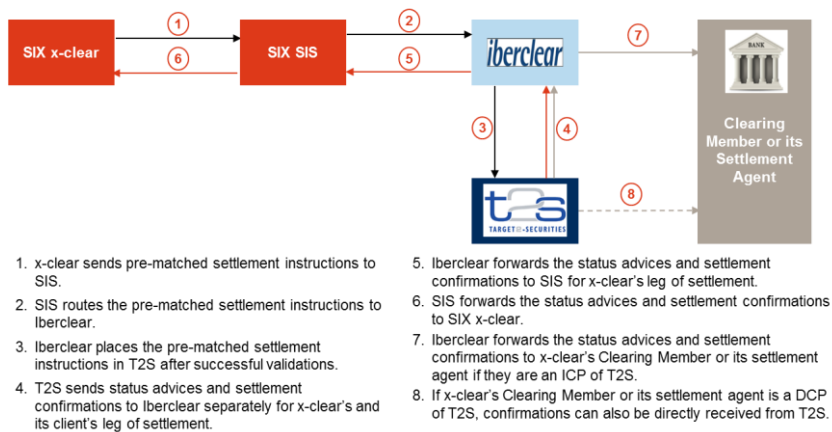 1
2
SIX x-clear
SIX SIS
iberclear
7
6
5
BANK
Clearing
Member or its
Settlement
Agent
3
4
t2s
TARGET2-SECURITIES
8
1. x-clear sends pre-matched settlement instructions to
SIS.
2. SIS routes the pre-matched settlement instructions to
Iberclear.
3. Iberclear places the pre-matched settlement
instructions in T2S after successful validations.
4. T2S sends status advices and settlement
confirmations to Iberclear separately for x-clear's and
its client's leg of settlement.
5. Iberclear forwards the status advices and settlement
confirmations to SIS for x-clear's leg of settlement.
6. SIS forwards the status advices and settlement confirmations
to SIX x-clear.
7. Iberclear forwards the status advices and settlement
confirmations to x-clear's Clearing Member or its settlement
agent if they are an ICP of T2S.
8. If x-clear's Clearing Member or its settlement agent is a DCP
of T2S, confirmations can also be directly received from T2S.